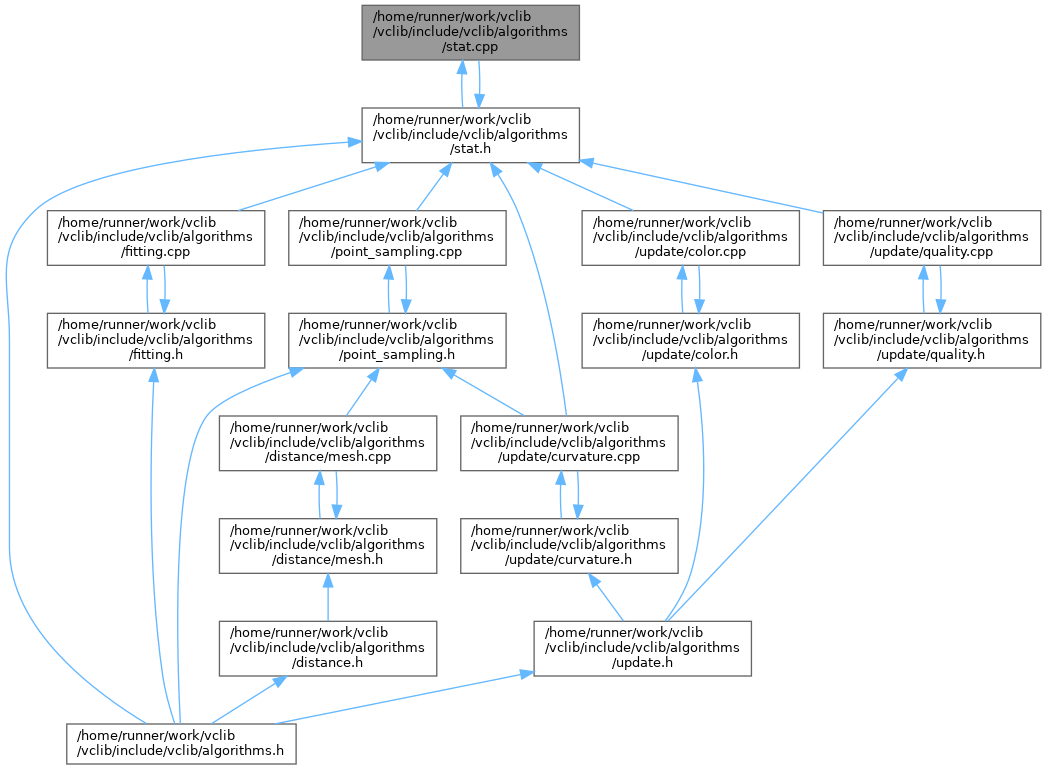 /home/runner/work/vclib
/vclib/include/vclib/algorithms
/stat.cpp
/home/runner/work/vclib
/vclib/include/vclib/algorithms
/stat.h
/home/runner/work/vclib
/vclib/include/vclib/algorithms
/fitting.cpp
/home/runner/work/vclib
/vclib/include/vclib/algorithms
/point_sampling.cpp
/home/runner/work/vclib
/vclib/include/vclib/algorithms
/update/color.cpp
/home/runner/work/vclib
/vclib/include/vclib/algorithms
/update/quality.cpp
/home/runner/work/vclib
/vclib/include/vclib/algorithms
/fitting.h
/home/runner/work/vclib
/vclib/include/vclib/algorithms
/point_sampling.h
/home/runner/work/vclib
/vclib/include/vclib/algorithms
/update/color.h
/home/runner/work/vclib
/vclib/include/vclib/algorithms
/update/quality.h
/home/runner/work/vclib
/vclib/include/vclib/algorithms
/distance/mesh.cpp
/home/runner/work/vclib
/vclib/include/vclib/algorithms
/update/curvature.cpp
/home/runner/work/vclib
/vclib/include/vclib/algorithms
/distance/mesh.h
/home/runner/work/vclib
/vclib/include/vclib/algorithms
/update/curvature.h
/home/runner/work/vclib
/vclib/include/vclib/algorithms
/distance.h
/home/runner/work/vclib
/vclib/include/vclib/algorithms
/update.h
/home/runner/work/vclib
/vclib/include/vclib/algorithms.h